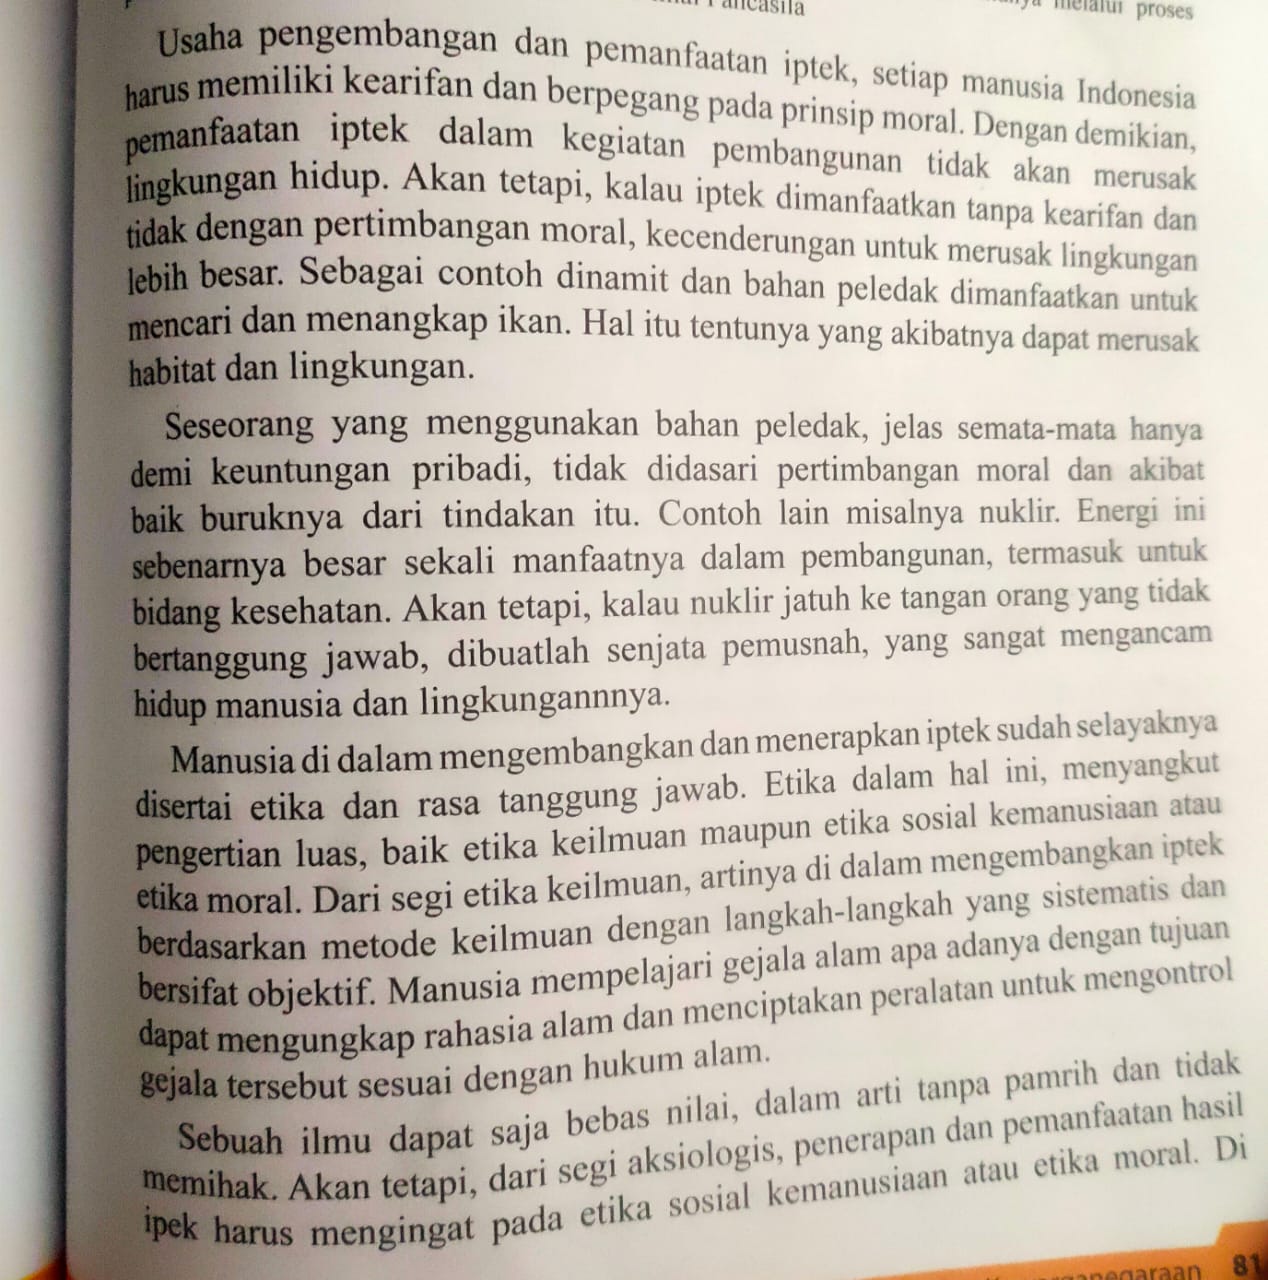 Pancasila melalui proses
Usaha pengembangan dan pemanfaatan iptek, setiap manusia Indonesia
harus memiliki kearifan dan berpegang pada prinsip moral. Dengan demikian,
pemanfaatan iptek dalam kegiatan pembangunan tidak akan merusak
lingkungan hidup. Akan tetapi, kalau iptek dimanfaatkan tanpa kearifan dan
tidak dengan pertimbangan moral, kecenderungan untuk merusak lingkungan
lebih besar. Sebagai contoh dinamit dan bahan peledak dimanfaatkan untuk
mencari dan menangkap ikan. Hal itu tentunya yang akibatnya dapat merusak
habitat dan lingkungan.
Seseorang yang menggunakan bahan peledak, jelas semata-mata hanya
demi keuntungan pribadi, tidak didasari pertimbangan moral dan akibat
baik buruknya dari tindakan itu. Contoh lain misalnya nuklir. Energi ini
sebenarnya besar sekali manfaatnya dalam pembangunan, termasuk untuk
bidang kesehatan. Akan tetapi, kalau nuklir jatuh ke tangan orang yang tidak
bertanggung jawab, dibuatlah senjata pemusnah, yang sangat mengancam
hidup manusia dan lingkungannnya.
Manusia di dalam mengembangkan dan menerapkan iptek sudah selayaknya
disertai etika dan rasa tanggung jawab. Etika dalam hal ini, menyangkut
pengertian luas, baik etika keilmuan maupun etika sosial kemanusiaan atau
etika moral. Dari segi etika keilmuan, artinya di dalam mengembangkan iptek
berdasarkan metode keilmuan dengan langkah-langkah yang sistematis dan
bersifat objektif. Manusia mempelajari gejala alam apa adanya dengan tujuan
dapat mengungkap rahasia alam dan menciptakan peralatan untuk mengontrol
gejala tersebut sesuai dengan hukum alam.
Sebuah ilmu dapat saja bebas nilai, dalam arti tanpa pamrih dan tidak
memihak. Akan tetapi, dari segi aksiologis, penerapan dan pemanfaatan hasil
ipek harus mengingat pada etika sosial kemanusiaan atau etika moral. Di
81